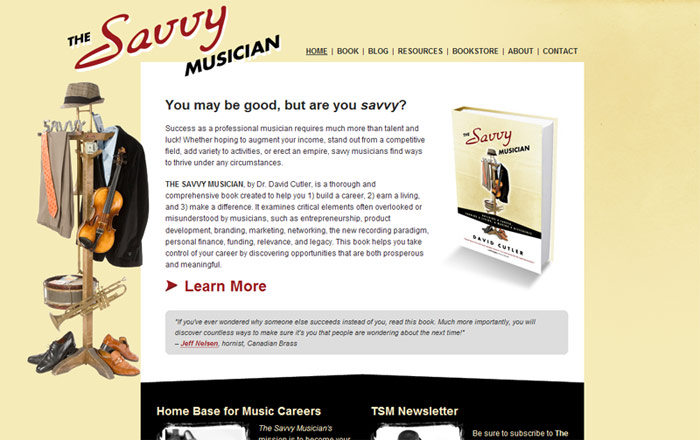 THE Savvy MUSICIAN
HOME | BOOK | BLOG | RESOURCES | BOOKSTORE | ABOUT | CONTACT
You may be good, but are you savvy?
Success as a professional musician requires much more than talent and
luck! Whether hoping to augment your income, stand out from a competitive
field, add variety to activities, or erect an empire, savvy musicians find ways
to thrive under any circumstances.
THE SAVVY MUSICIAN, by Dr. David Cutler, is a thorough and
comprehensive book created to help you 1) build a career, 2) earn a living,
and 3) make a difference. It examines critical elements often overlooked or
misunderstood by musicians, such as entrepreneurship, product
development, branding, marketing, networking, the new recording paradigm,
personal finance, funding, relevance, and legacy. This book helps you take
control of your career by discovering opportunities that are both prosperous
and meaningful.
Learn More
THE Savvy MUSICIAN
DAVID CUTLER
"If you've ever wondered why someone else succeeds instead of you, read this book. Much more importantly, you will
discover countless ways to make sure it's you that people are wondering about the next time!"
– Jeff Nelsen, hornist, Canadian Brass
Home Base for Music Careers
The Savvy Musician's
mission is to become your
TSM Newsletter
Be sure to subscribe to The